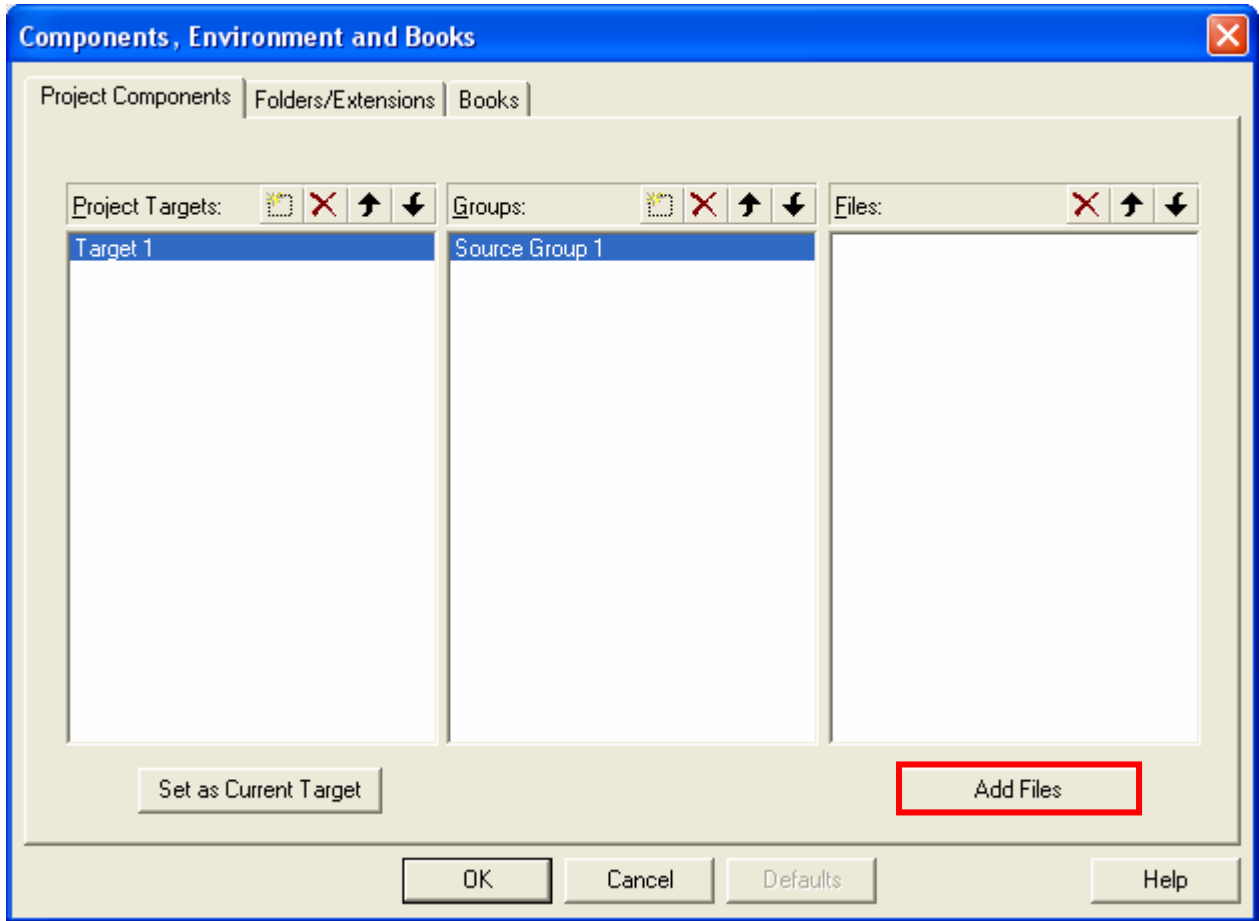 Components, Environment and Books
Project Components Folders/Extensions Books
Project Targets: Groups: Files:
Target 1 Source Group 1
Set as Current Target Add Files
OK Cancel Defaults Help